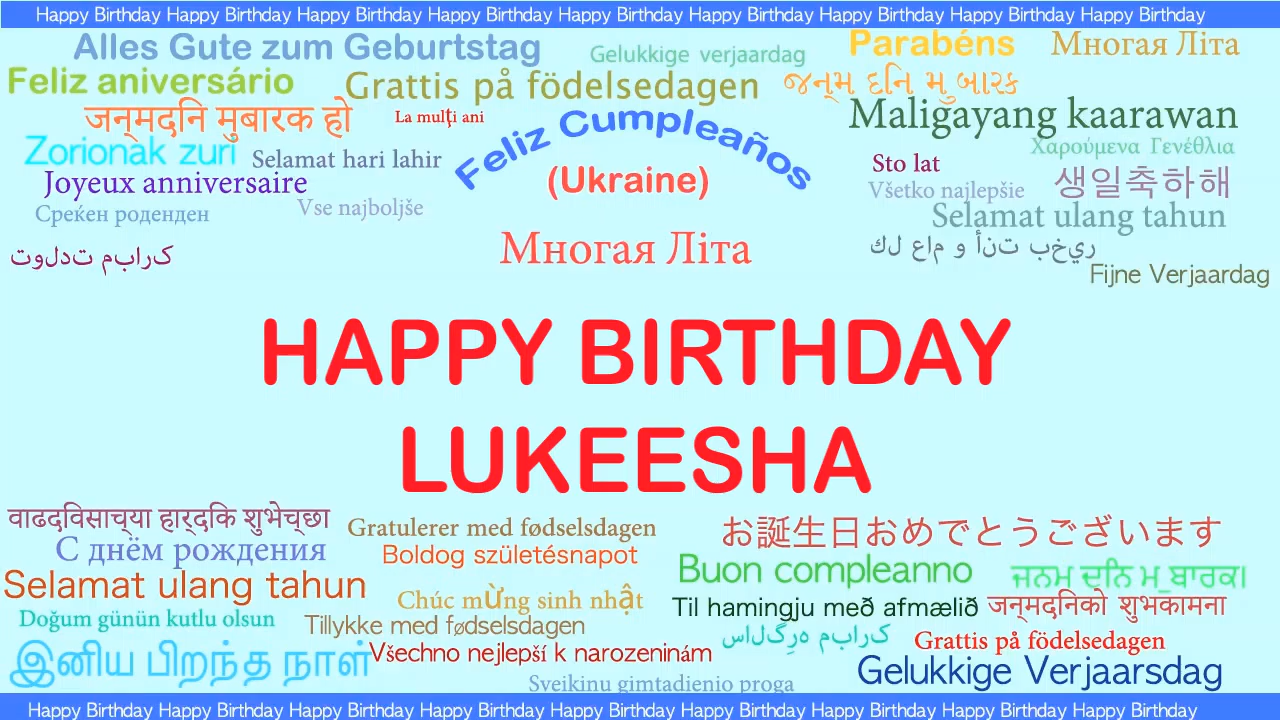 Happy Birthday Happy Birthday Happy Birthday Happy Birthday Happy Birthday Happy Birthday Happy Birthday Happy Birthday Happy Birthday
Alles Gute zum Geburtstag
Gelukkige verjaardag
Parabéns
Многая Літа
Feliz aniversário
Grattis på födelsedagen
જન્મ દિન મુબારક
जन्मदिन मुबारक हो
La mulţi ani
Feliz Cumpleaños
Maligayang kaarawan
Zorionak zuri
Selamat hari lahir
(Ukraine)
Sto lat
Χαρούμενα Γενέθλια
Joyeux anniversaire
Všetko najlepšie
생일축하해
Среќен роденден
Vse najboljše
Selamat ulang tahun
Многая Літа
تولدت مبارک
كل عام و أنت بخير
Fijne Verjaardag
HAPPY BIRTHDAY
LUKEESHA
वाढदिवसाच्या हार्दिक शुभेच्छा
Gratulerer med fødselsdagen
お誕生日おめでとうございます
С днём рождения
Boldog születésnapot
Selamat ulang tahun
Buon compleanno
ਜਨਮ ਦਿਨ ਮੁਬਾਰਕ।
Chúc mừng sinh nhật
Til hamingju með afmælið
जन्मदिनको शुभकामना
Doğum günün kutlu olsun
Tillykke med fødselsdagen
سالگرہ مبارک
Grattis på födelsedagen
இனிய பிறந்த நாள்
Všechno nejlepší k narozeninám
Gelukkige Verjaarsdag
Sveikinu gimtadienio proga
Happy Birthday Happy Birthday Happy Birthday Happy Birthday Happy Birthday Happy Birthday Happy Birthday Happy Birthday Happy Birthday